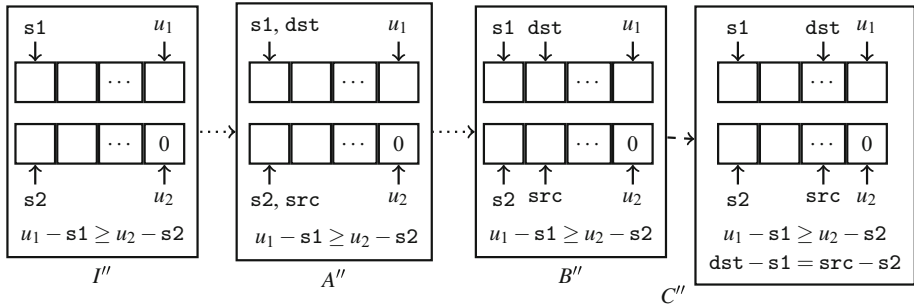 s1 u₁
⋯
⋯ 0
s2 u₂
u₁ − s1 ≥ u₂ − s2
I″
s1, dst u₁
⋯
⋯ 0
s2, src u₂
u₁ − s1 ≥ u₂ − s2
A″
s1 dst u₁
⋯
⋯ 0
s2 src u₂
u₁ − s1 ≥ u₂ − s2
B″
s1 dst u₁
⋯
⋯ 0
s2 src u₂
u₁ − s1 ≥ u₂ − s2
dst − s1 = src − s2
C″